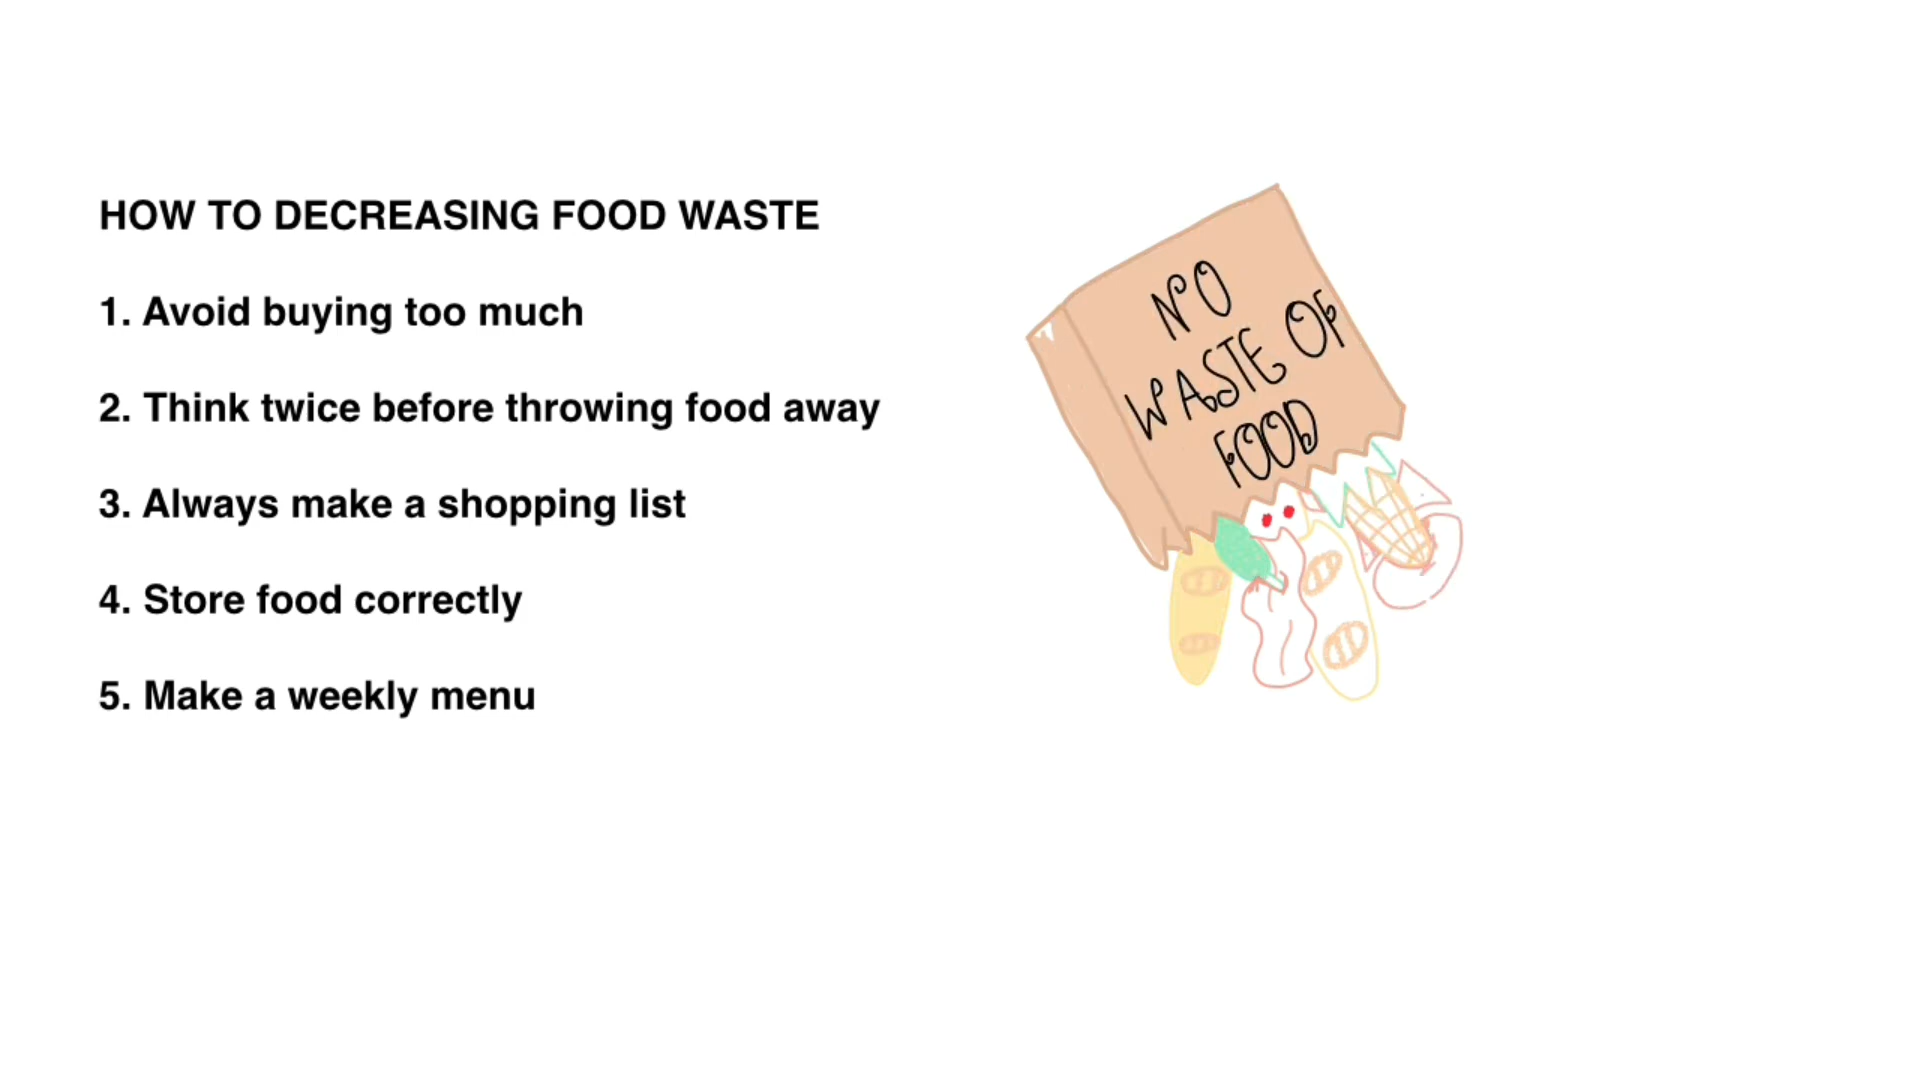 HOW TO DECREASING FOOD WASTE
1. Avoid buying too much
2. Think twice before throwing food away
3. Always make a shopping list
4. Store food correctly
5. Make a weekly menu
NO
WASTE OF
FOOD